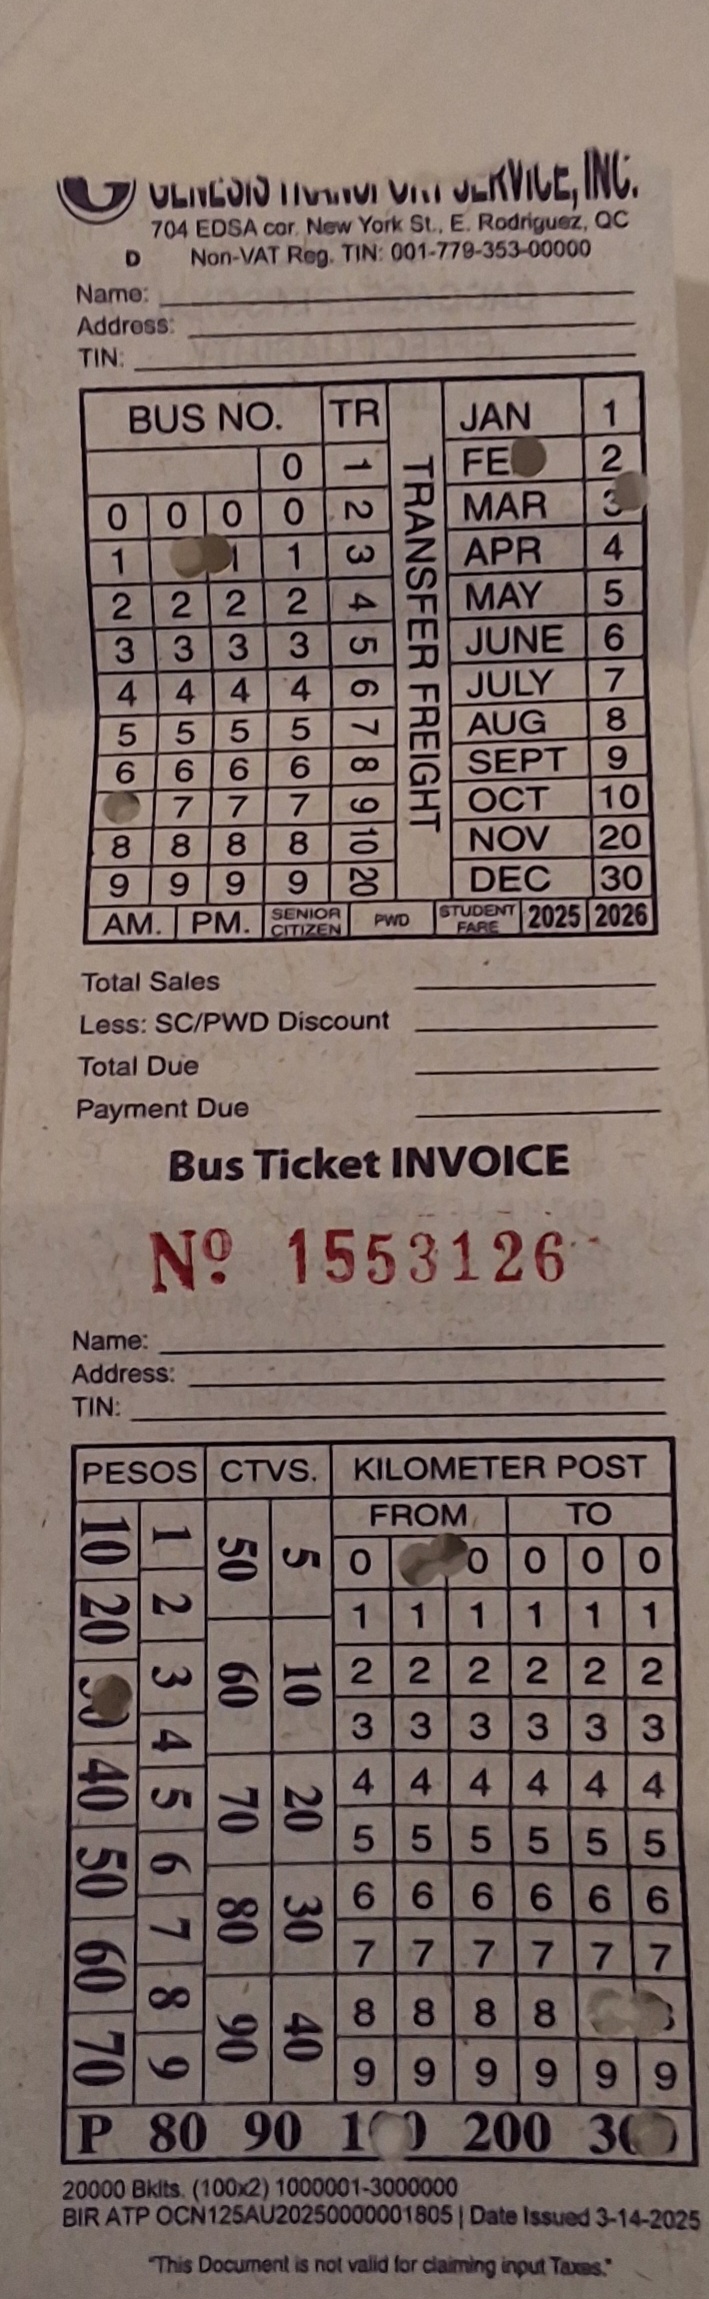 GENESIS TRANSPORT SERVICE, INC.
704 EDSA cor. New York St., E. Rodriguez, QC
D Non-VAT Reg. TIN: 001-779-353-00000
Name:
Address:
TIN:
BUS NO. TR TRANSFER FREIGHT JAN 1
0 1 FE 2
0 0 0 0 2 MAR 3
1 1 1 3 APR 4
2 2 2 2 4 MAY 5
3 3 3 3 5 JUNE 6
4 4 4 4 6 JULY 7
5 5 5 5 7 AUG 8
6 6 6 6 8 SEPT 9
7 7 7 9 OCT 10
8 8 8 8 10 NOV 20
9 9 9 9 20 DEC 30
AM. PM. SENIOR CITIZEN PWD STUDENT FARE 2025 2026
Total Sales
Less: SC/PWD Discount
Total Due
Payment Due
Bus Ticket INVOICE
Nº 1553126
Name:
Address:
TIN:
PESOS CTVS. KILOMETER POST
FROM TO
10 1 50 5 0 0 0 0 0
1 1 1 1 1 1
20 2 2 2 2 2 2 2
3 60 10 3 3 3 3 3 3
40 4 4 4 4 4 4 4
5 70 20 5 5 5 5 5 5
50 6 6 6 6 6 6 6
60 7 80 30 7 7 7 7 7 7
8 8 8 8 8
70 9 90 40 9 9 9 9 9 9
P 80 90 200
20000 Bklts. (100x2) 1000001-3000000
BIR ATP OCN125AU20250000001805 | Date Issued 3-14-2025
"This Document is not valid for claiming input Taxes."